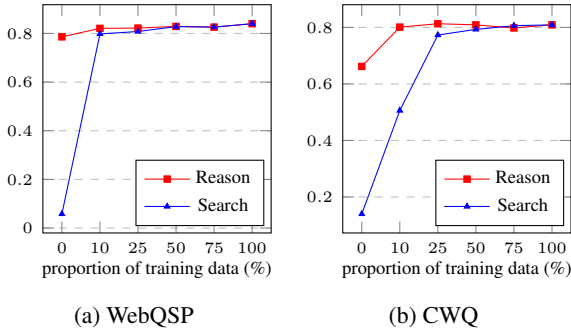 0.8
0.6
0.4
0.2
0
Reason
Search
0 10 25 50 75 100
proportion of training data (%)
(a) WebQSP
0.8
0.6
0.4
0.2
Reason
Search
0 10 25 50 75 100
proportion of training data (%)
(b) CWQ